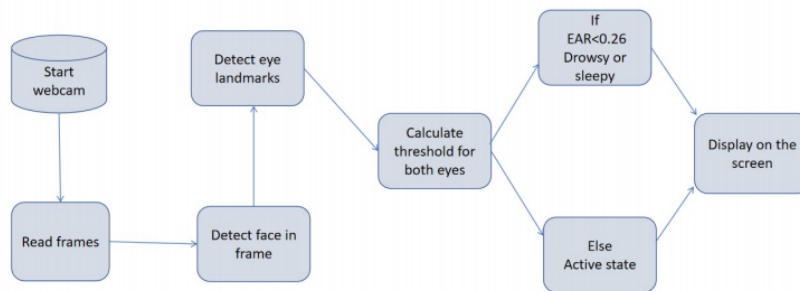 Start
webcam
Read frames
Detect face in
frame
Detect eye
landmarks
Calculate
threshold for
both eyes
If
EAR<0.26
Drowsy or
sleepy
Else
Active state
Display on the
screen